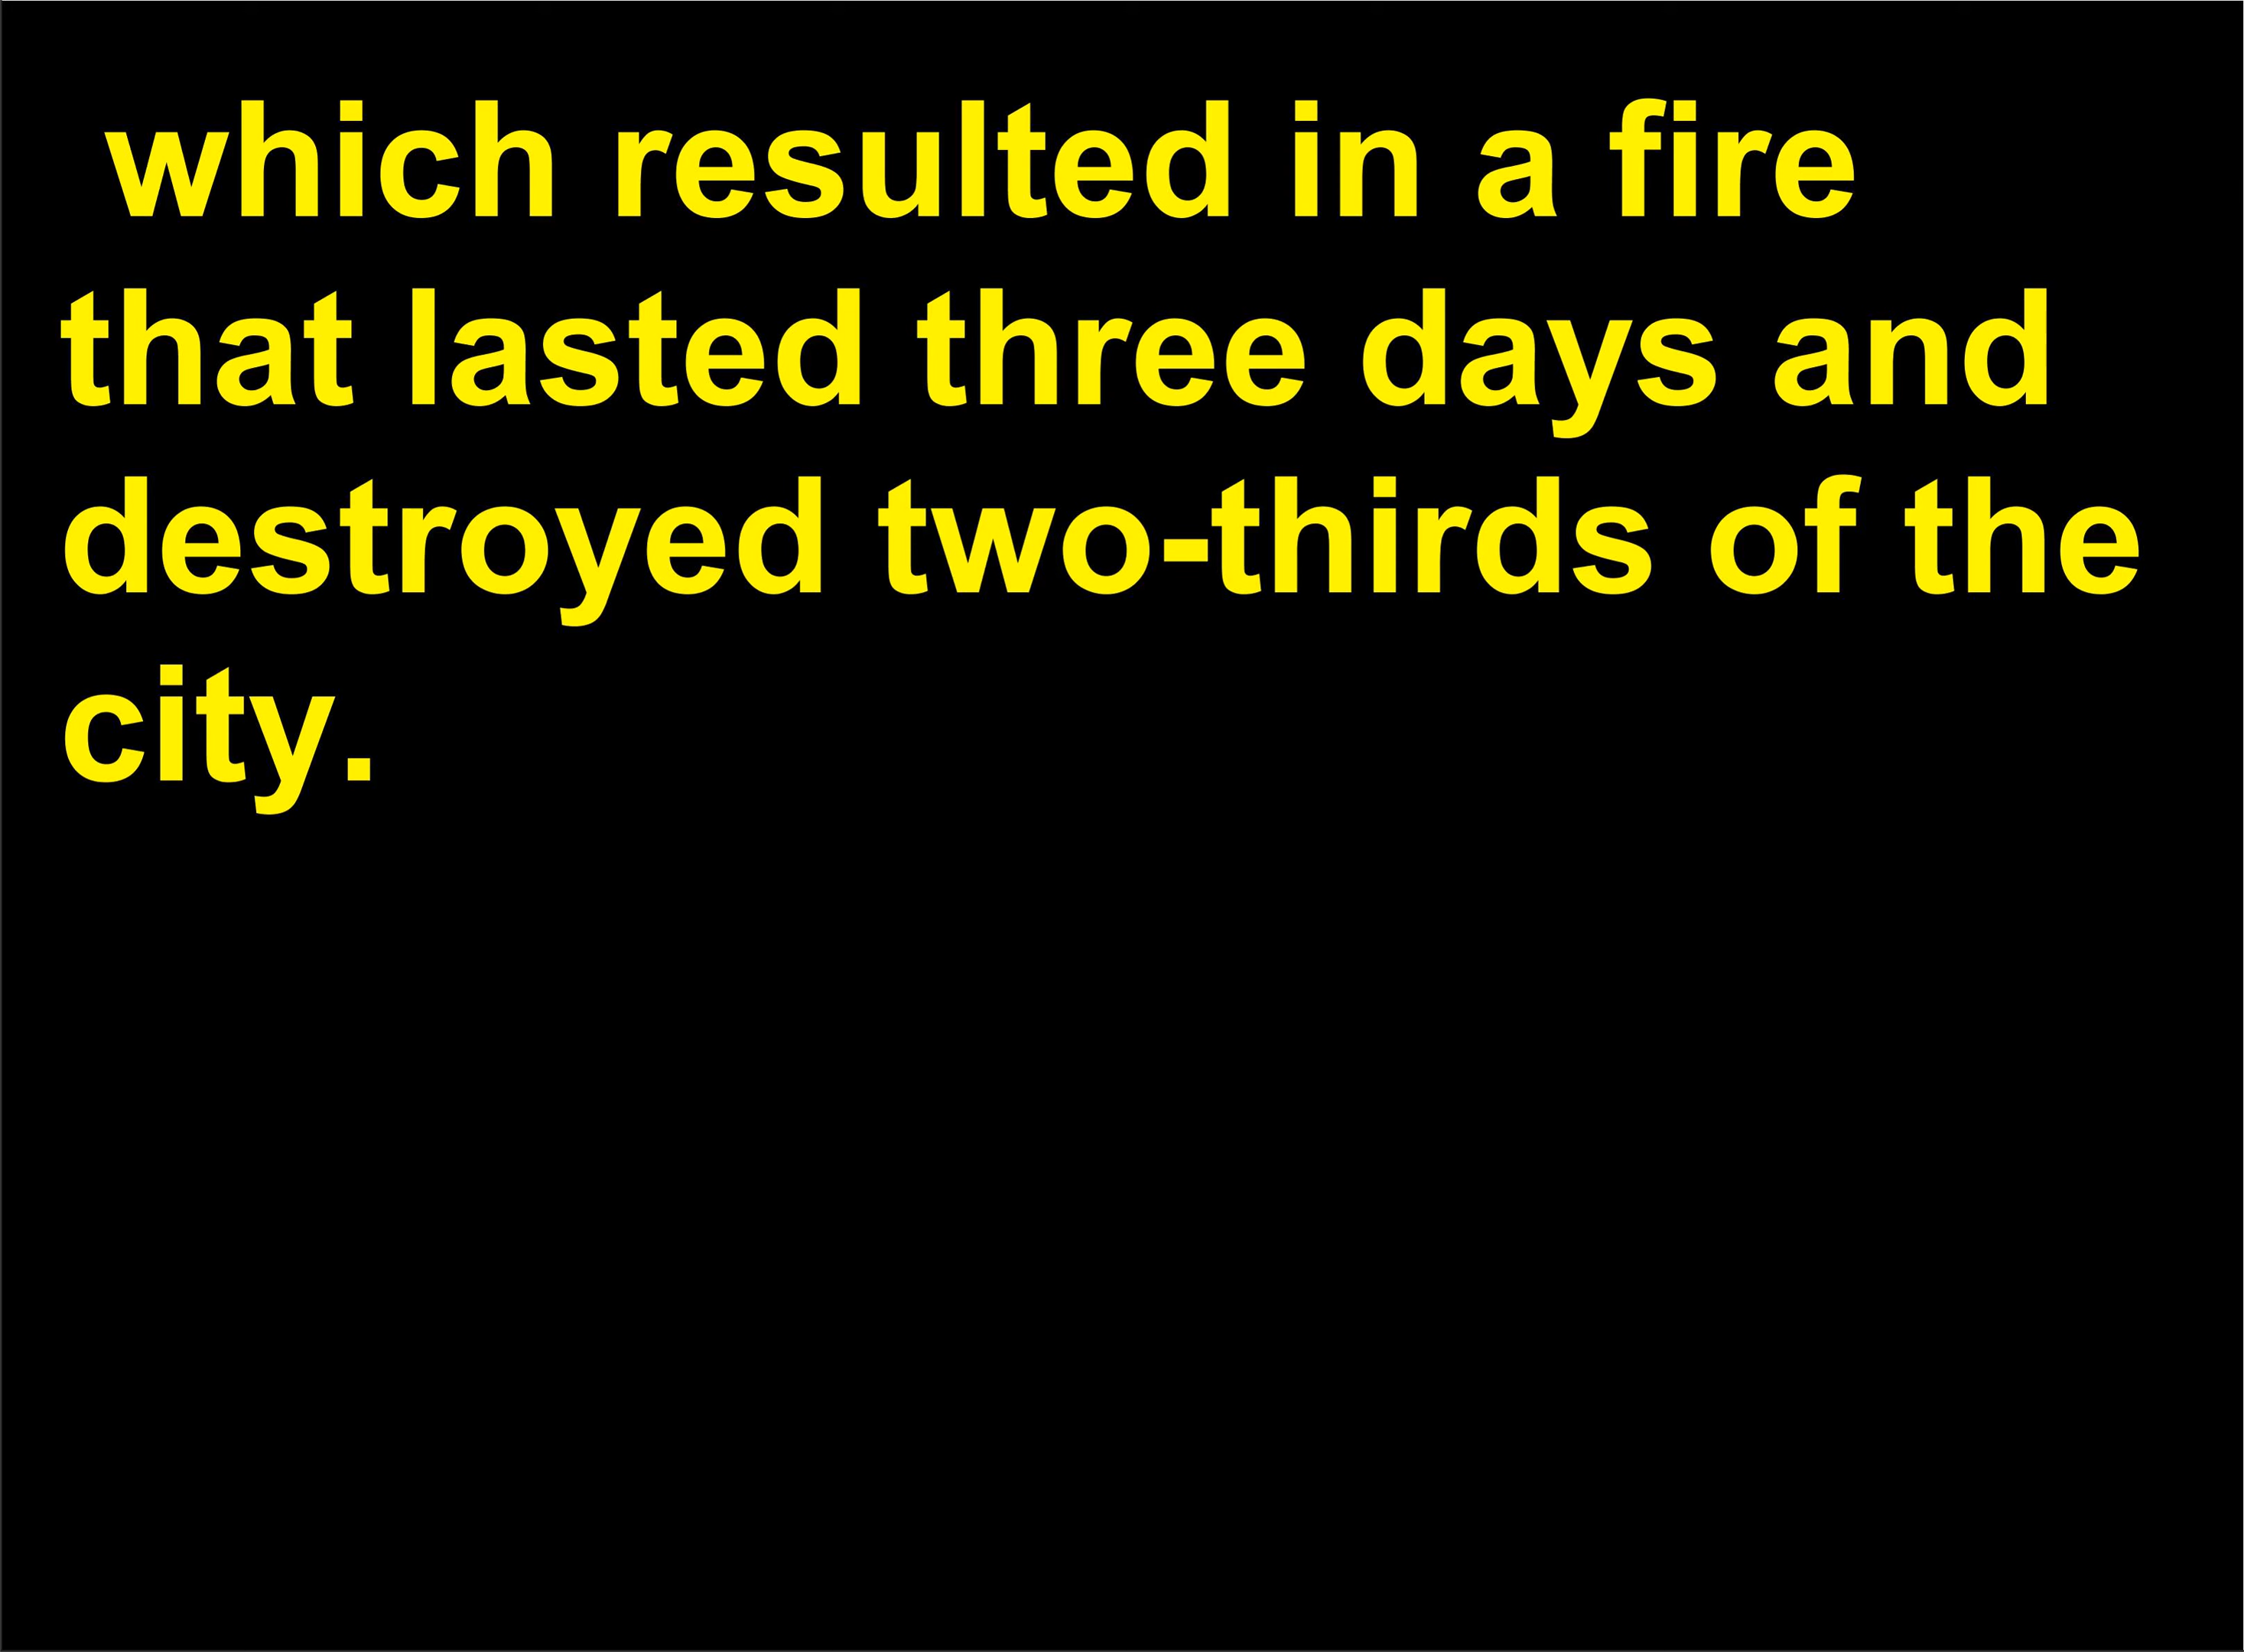 which resulted in a fire
that lasted three days and
destroyed two-thirds of the
city.